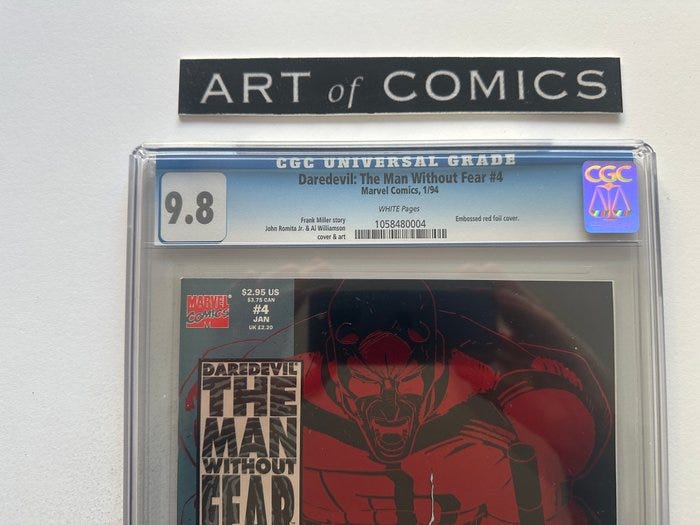 ART of COMICS
CGC UNIVERSAL GRADE
9.8
Daredevil: The Man Without Fear #4
Marvel Comics, 1/94
WHITE Pages
Frank Miller story
John Romita Jr. & Al Williamson
cover & art
1058480004
Embossed red foil cover.
CGC
MARVEL
COMICS
M
$2.95 US
$3.75 CAN
#4
JAN
UK £2.20
DAREDEVIL
THE
MAN
WITHOUT
FEAR